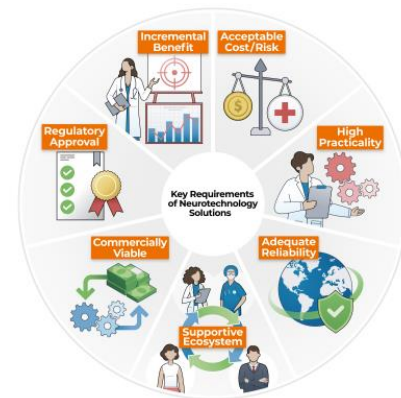 Incremental
Benefit
Acceptable
Cost/Risk
High
Practicality
Adequate
Reliability
Supportive
Ecosystem
Commercially
Viable
Regulatory
Approval
Key Requirements
of Neurotechnology
Solutions
$